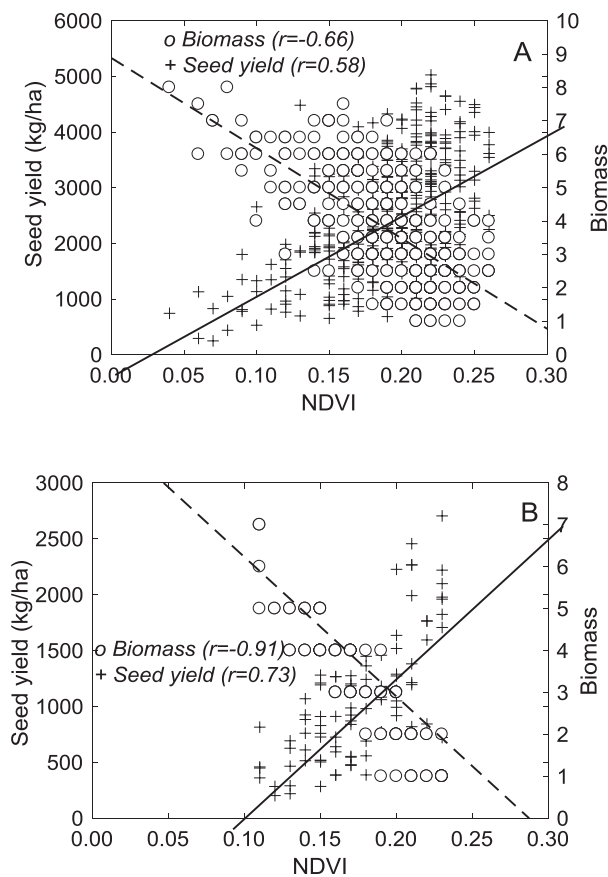 6000
5000
4000
3000
2000
1000
0
Seed yield (kg/ha)
o Biomass (r=-0.66)
+ Seed yield (r=0.58)
A
10
9
8
7
6
5
4
3
2
1
0
Biomass
0.00 0.05 0.10 0.15 0.20 0.25 0.30
NDVI
3000
2500
2000
1500
1000
500
0
Seed yield (kg/ha)
o Biomass (r=-0.91)
+ Seed yield (r=0.73)
B
8
7
6
5
4
3
2
1
0
Biomass
0.00 0.05 0.10 0.15 0.20 0.25 0.30
NDVI